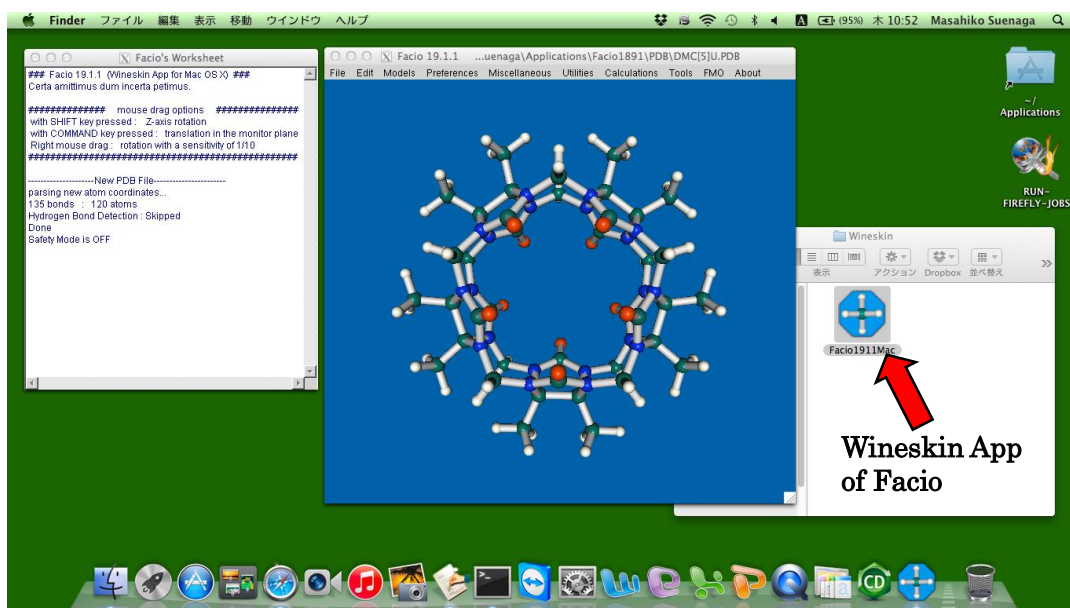 Finder ファイル 編集 表示 移動 ウインドウ ヘルプ (95%) 木 10:52 Masahiko Suenaga
Facio's Worksheet
### Facio 19.1.1 (Wineskin App for Mac OS X) ###
Certa amittimus dum incerta petimus.
############## mouse drag options ###############
with SHIFT key pressed : Z-axis rotation
with COMMAND key pressed : translation in the monitor plane
Right mouse drag : rotation with a sensitivity of 1/10
################################################
---------------------New PDB File-----------------------
parsing new atom coordinates...
135 bonds : 120 atoms
Hydrogen Bond Detection : Skipped
Done
Safety Mode is OFF
Facio 19.1.1 ...uenaga\Applications\Facio1891\PDB\DMC[5]U.PDB
File Edit Models Preferences Miscellaneous Utilities Calculations Tools FMO About
~/
Applications
RUN-
FIREFLY-JOBS
Wineskin
表示 アクション Dropbox 並べ替え
Facio1911Mac
Wineskin App
of Facio
CD